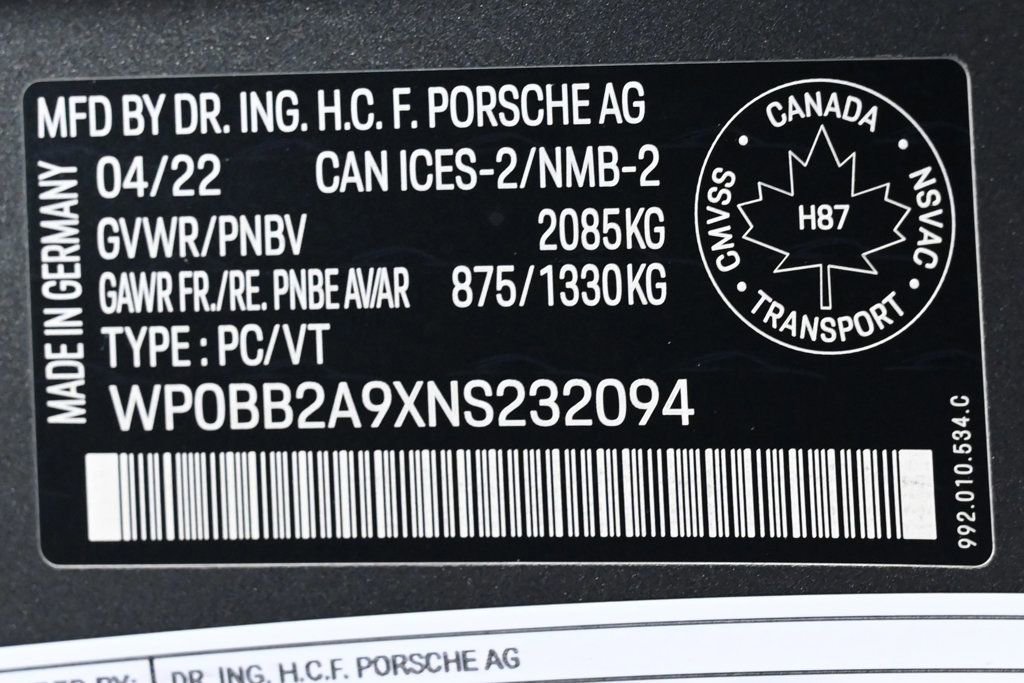 MFD BY DR. ING. H.C. F. PORSCHE AG
04/22 CAN ICES-2/NMB-2
GVWR/PNBV 2085KG
GAWR FR./RE. PNBE AV/AR 875/1330KG
TYPE : PC/VT
WP0BB2A9XNS232094
MADE IN GERMANY
CANADA
CMVSS
NSVAC
H87
TRANSPORT
992.010.534.C
DR. ING. H.C.F. PORSCHE AG